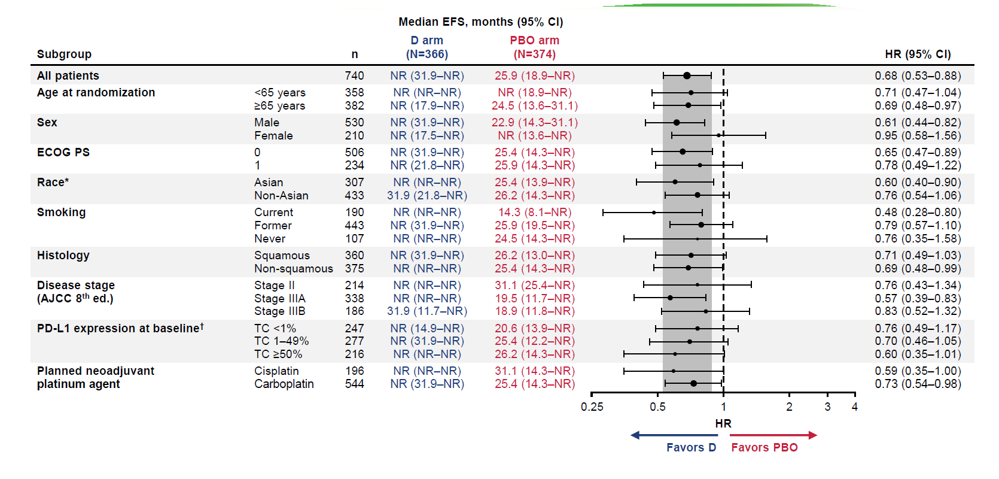 Median EFS, months (95% CI)
D arm PBO arm
Subgroup n (N=366) (N=374) HR (95% CI)
All patients 740 NR (31.9–NR) 25.9 (18.9–NR) 0.68 (0.53–0.88)
Age at randomization <65 years 358 NR (NR–NR) NR (18.9–NR) 0.71 (0.47–1.04)
≥65 years 382 NR (17.9–NR) 24.5 (13.6–31.1) 0.69 (0.48–0.97)
Sex Male 530 NR (31.9–NR) 22.9 (14.3–31.1) 0.61 (0.44–0.82)
Female 210 NR (17.5–NR) NR (13.6–NR) 0.95 (0.58–1.56)
ECOG PS 0 506 NR (31.9–NR) 25.4 (14.3–NR) 0.65 (0.47–0.89)
1 234 NR (21.8–NR) 25.9 (14.3–NR) 0.78 (0.49–1.22)
Race* Asian 307 NR (NR–NR) 25.4 (13.9–NR) 0.60 (0.40–0.90)
Non-Asian 433 31.9 (21.8–NR) 26.2 (14.3–NR) 0.76 (0.54–1.06)
Smoking Current 190 NR (NR–NR) 14.3 (8.1–NR) 0.48 (0.28–0.80)
Former 443 NR (31.9–NR) 25.9 (19.5–NR) 0.79 (0.57–1.10)
Never 107 NR (NR–NR) 24.5 (14.3–NR) 0.76 (0.35–1.58)
Histology Squamous 360 NR (31.9–NR) 26.2 (13.0–NR) 0.71 (0.49–1.03)
Non-squamous 375 NR (NR–NR) 25.4 (14.3–NR) 0.69 (0.48–0.99)
Disease stage Stage II 214 NR (NR–NR) 31.1 (25.4–NR) 0.76 (0.43–1.34)
(AJCC 8th ed.) Stage IIIA 338 NR (NR–NR) 19.5 (11.7–NR) 0.57 (0.39–0.83)
Stage IIIB 186 31.9 (11.7–NR) 18.9 (11.8–NR) 0.83 (0.52–1.32)
PD-L1 expression at baseline† TC <1% 247 NR (14.9–NR) 20.6 (13.9–NR) 0.76 (0.49–1.17)
TC 1–49% 277 NR (31.9–NR) 25.4 (12.2–NR) 0.70 (0.46–1.05)
TC ≥50% 216 NR (NR–NR) 26.2 (14.3–NR) 0.60 (0.35–1.01)
Planned neoadjuvant Cisplatin 196 NR (NR–NR) 31.1 (14.3–NR) 0.59 (0.35–1.00)
platinum agent Carboplatin 544 NR (31.9–NR) 25.4 (14.3–NR) 0.73 (0.54–0.98)
0.25 0.5 1 2 3 4
HR
Favors D Favors PBO